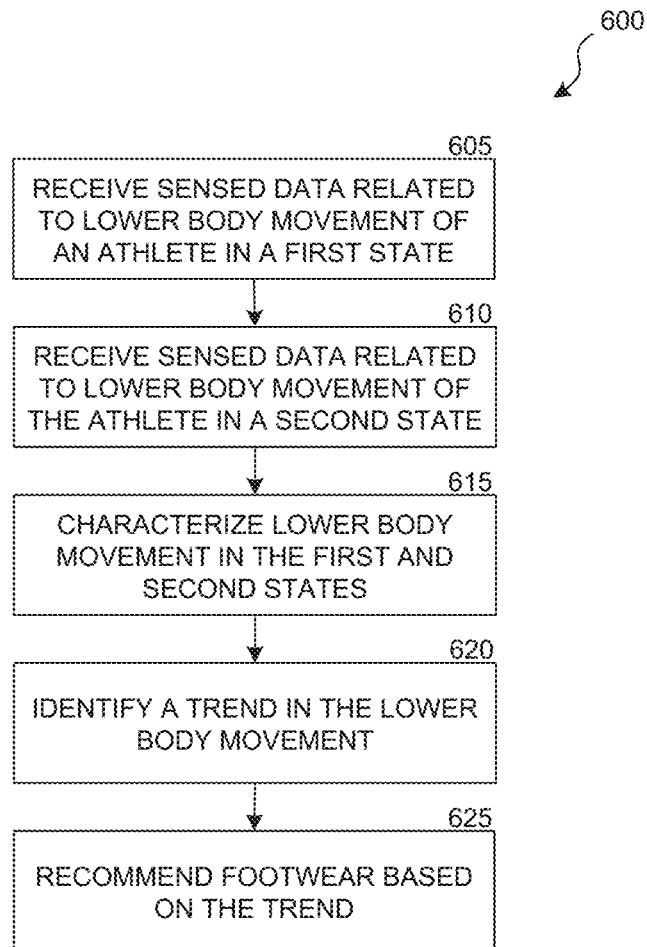 600
605
RECEIVE SENSED DATA RELATED
TO LOWER BODY MOVEMENT OF
AN ATHLETE IN A FIRST STATE
610
RECEIVE SENSED DATA RELATED
TO LOWER BODY MOVEMENT OF
THE ATHLETE IN A SECOND STATE
615
CHARACTERIZE LOWER BODY
MOVEMENT IN THE FIRST AND
SECOND STATES
620
IDENTIFY A TREND IN THE LOWER
BODY MOVEMENT
625
RECOMMEND FOOTWEAR BASED
ON THE TREND